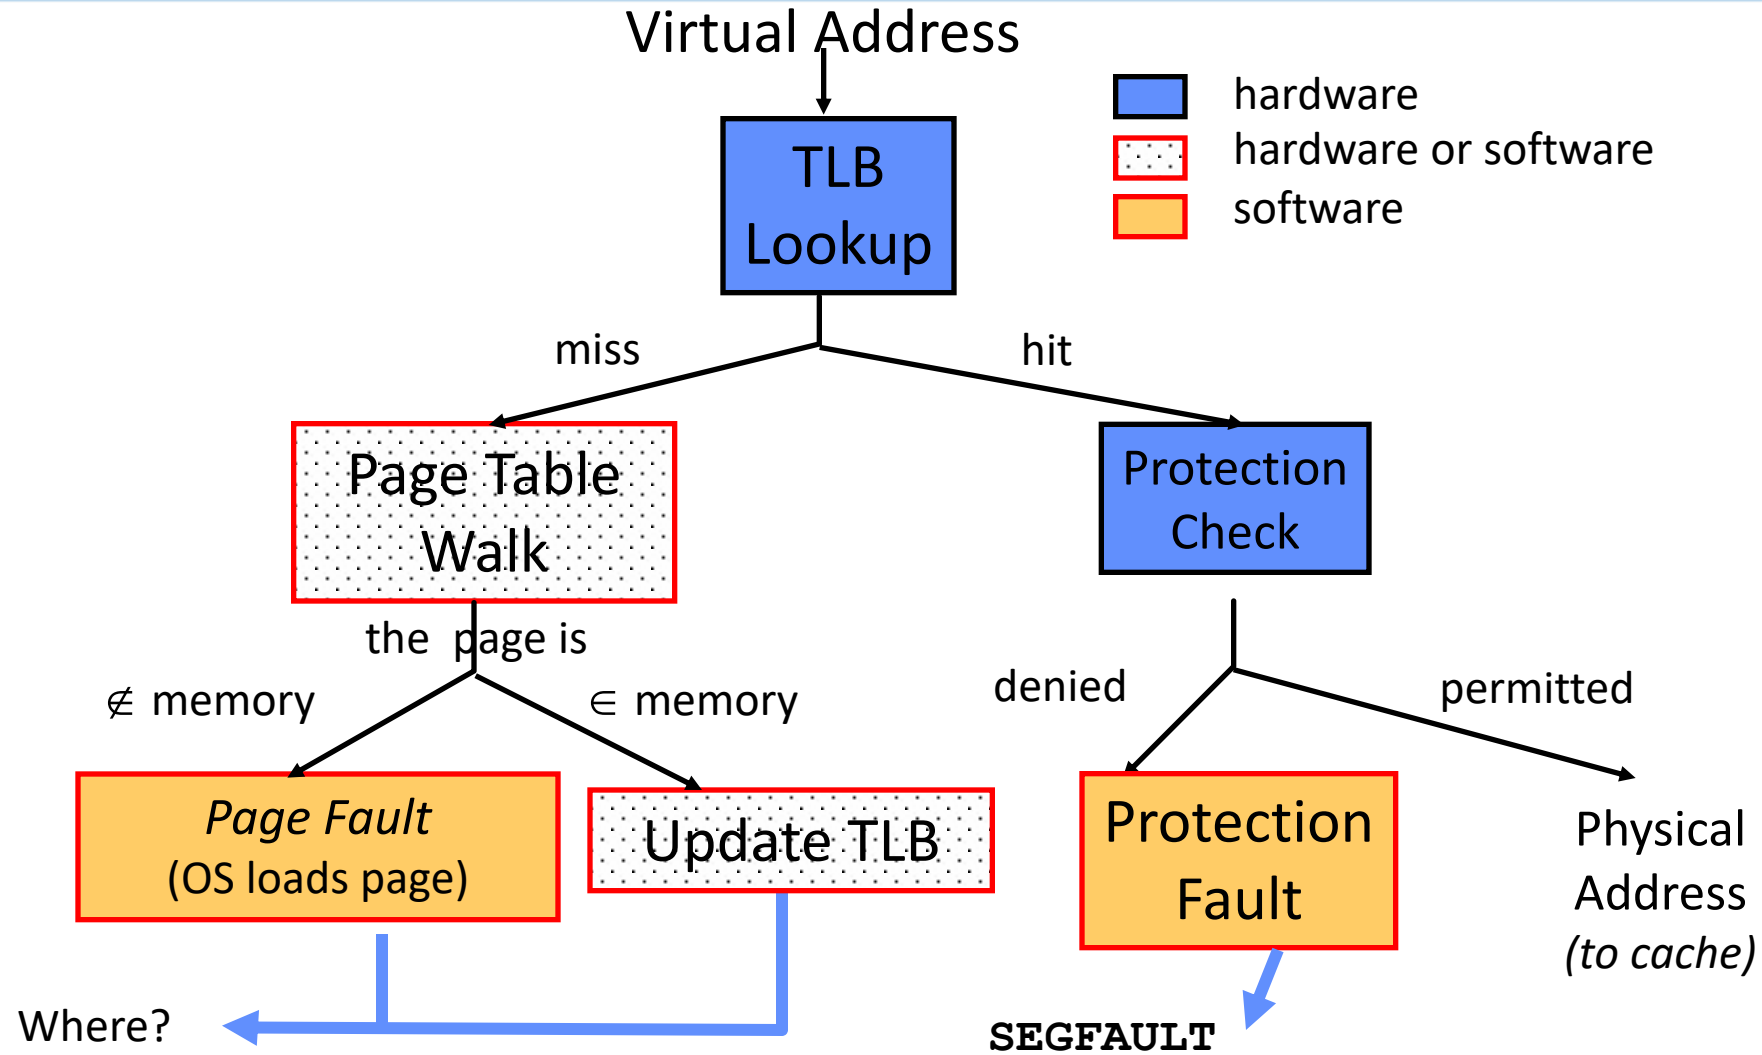 Virtual Address
hardware
hardware or software
software
TLB
Lookup
miss
hit
Page Table
Walk
Protection
Check
the page is
∉ memory
∈ memory
denied
permitted
Page Fault
(OS loads page)
Update TLB
Protection
Fault
Physical
Address
(to cache)
Where?
SEGFAULT